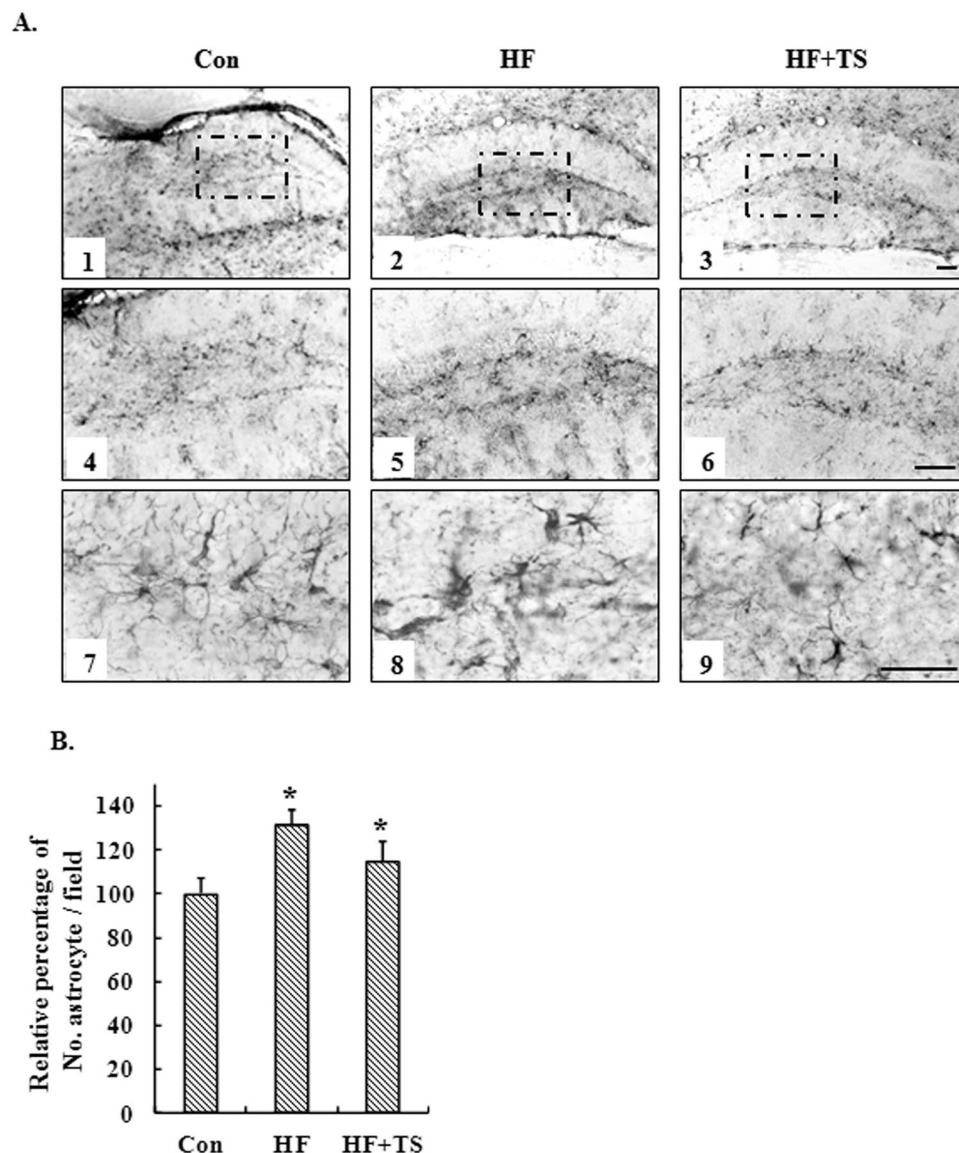 A.
Con HF HF+TS
1 2 3
4 5 6
7 8 9
B.
Relative percentage of
No. astrocyte / field
140
120
100
80
60
40
20
0
* *
Con HF HF+TS